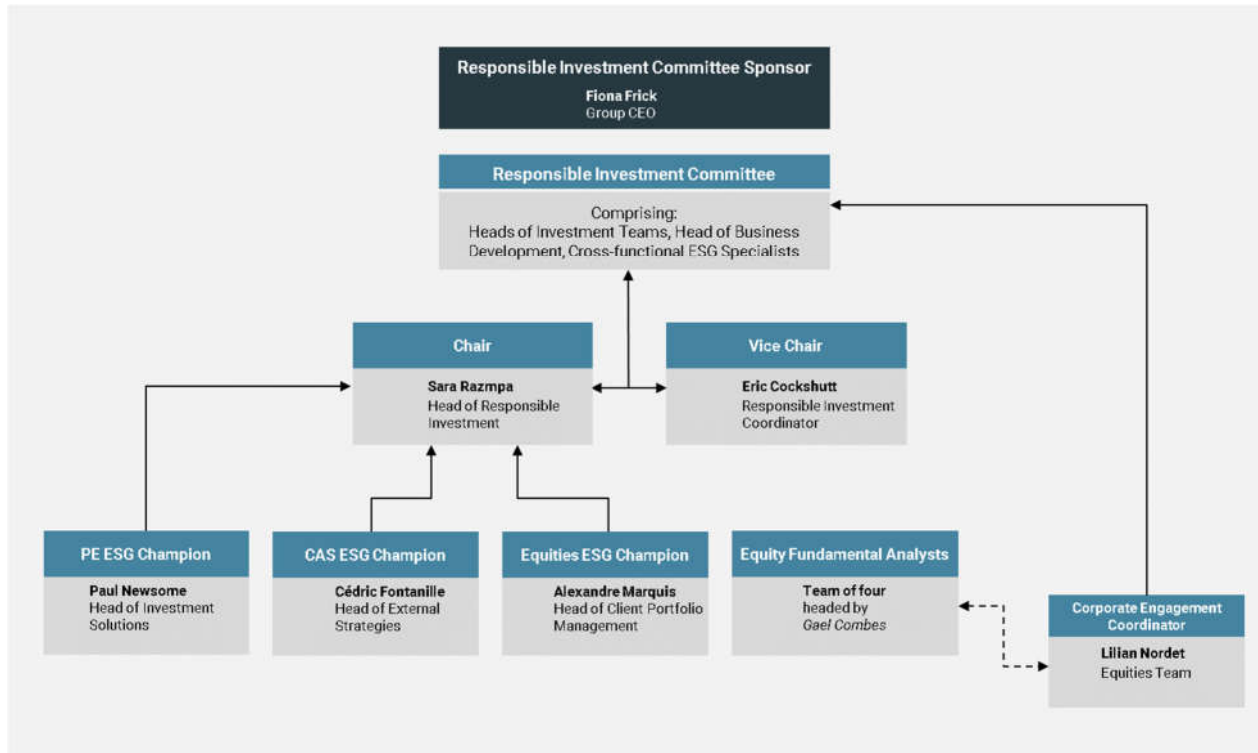 Responsible Investment Committee Sponsor
Fiona Frick
Group CEO
Responsible Investment Committee
Comprising:
Heads of Investment Teams, Head of Business
Development, Cross-functional ESG Specialists
Chair
Sara Razmpa
Head of Responsible
Investment
Vice Chair
Eric Cockshutt
Responsible Investment
Coordinator
PE ESG Champion
Paul Newsome
Head of Investment
Solutions
CAS ESG Champion
Cédric Fontanille
Head of External
Strategies
Equities ESG Champion
Alexandre Marquis
Head of Client Portfolio
Management
Equity Fundamental Analysts
Team of four
headed by
Gael Combes
Corporate Engagement
Coordinator
Lilian Nordet
Equities Team